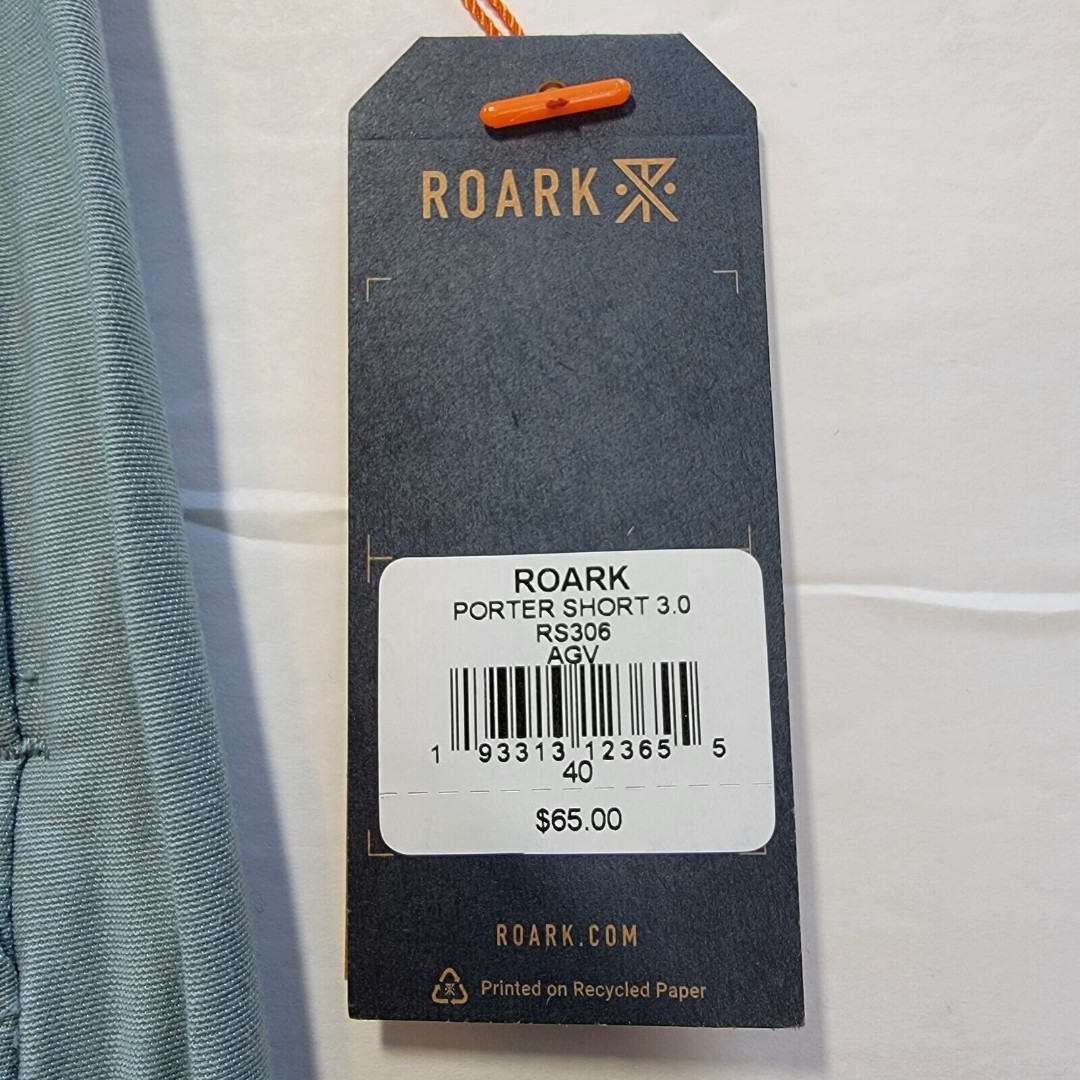 ROARK
ROARK
PORTER SHORT 3.0
RS306
AGV
1 93313 12365 5
40
$65.00
ROARK.COM
Printed on Recycled Paper